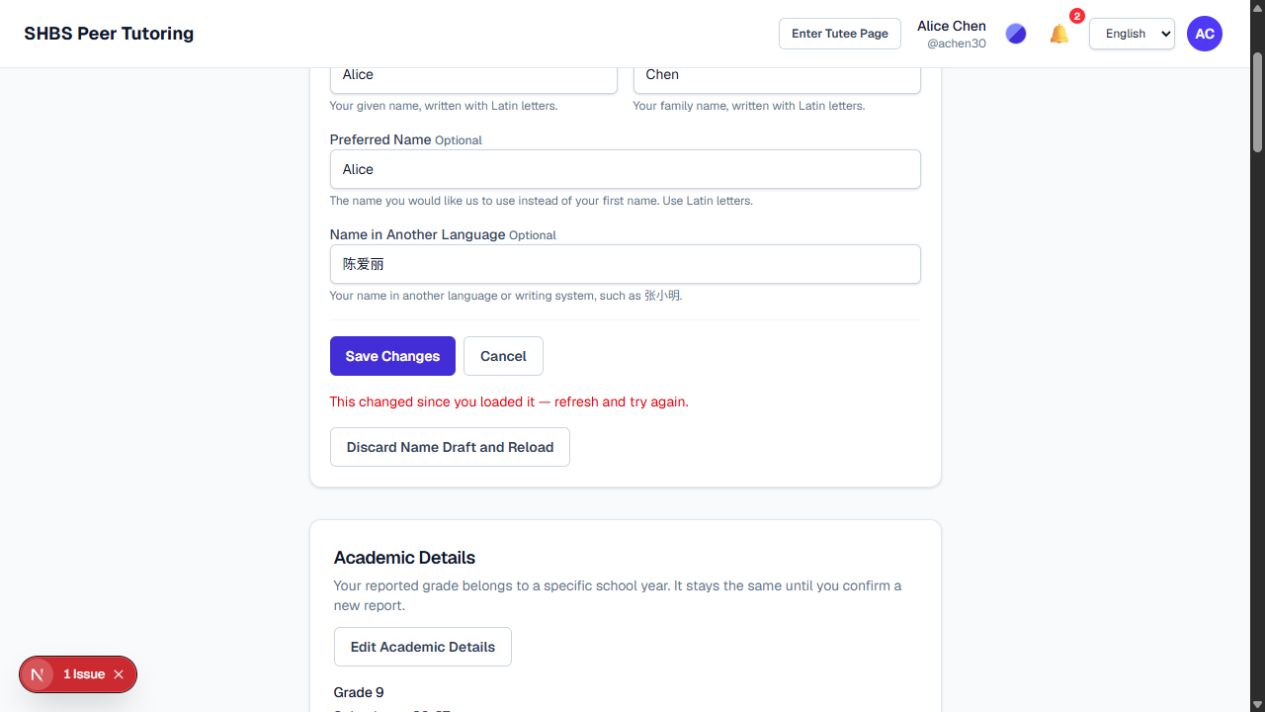 SHBS Peer Tutoring
Enter Tutee Page
Alice Chen
@achen30
2
English
AC
Alice
Chen
Your given name, written with Latin letters.
Your family name, written with Latin letters.
Preferred Name Optional
Alice
The name you would like us to use instead of your first name. Use Latin letters.
Name in Another Language Optional
陈爱丽
Your name in another language or writing system, such as 张小明.
Save Changes
Cancel
This changed since you loaded it — refresh and try again.
Discard Name Draft and Reload
Academic Details
Your reported grade belongs to a specific school year. It stays the same until you confirm a
new report.
Edit Academic Details
N
1 Issue
Grade 9